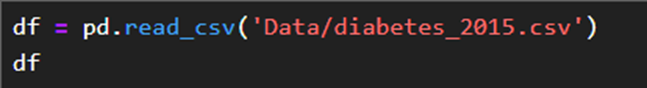 df = pd.read_csv('Data/diabetes_2015.csv')
df